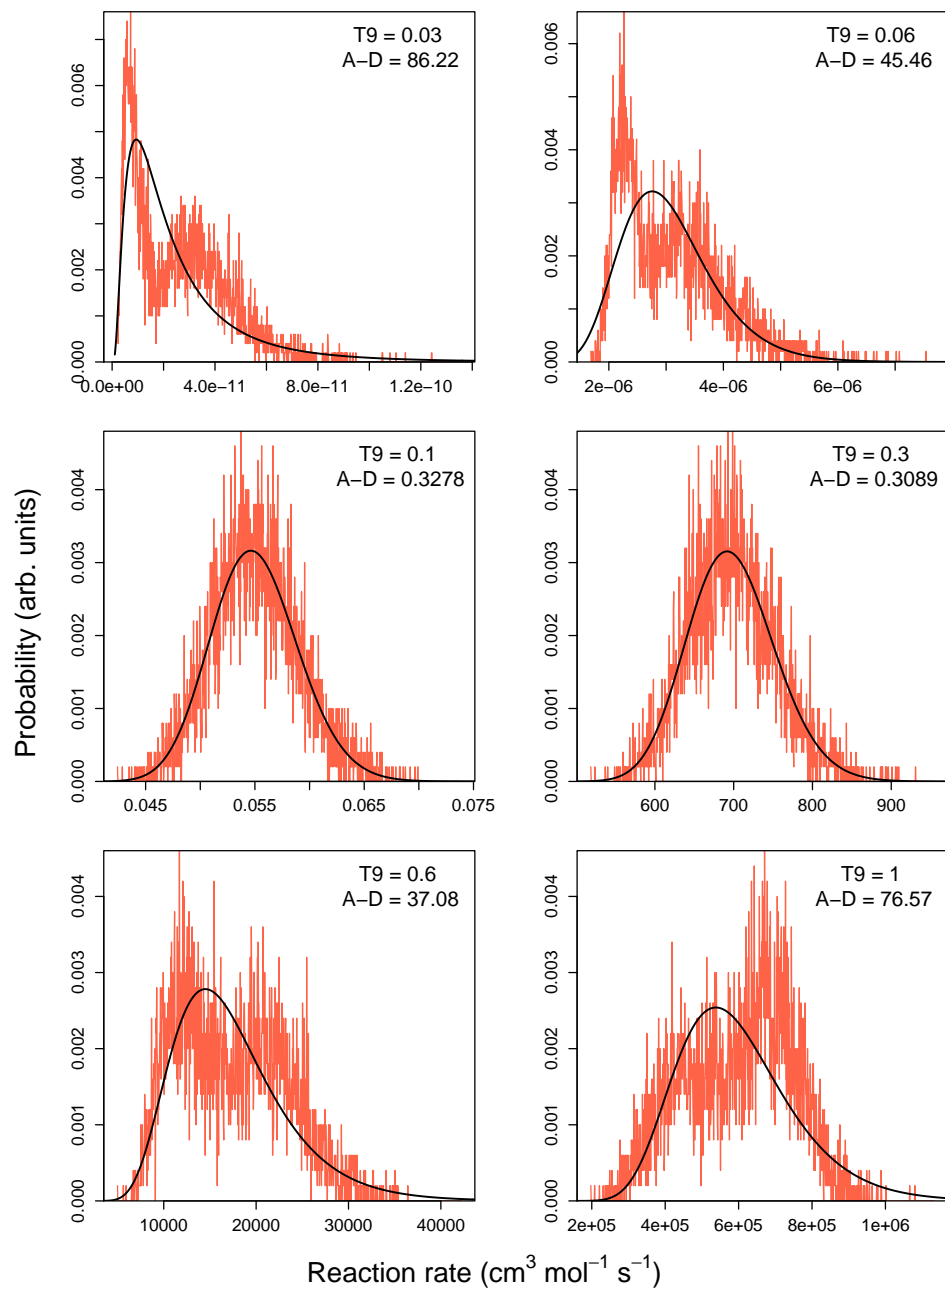 T9 = 0.03
A−D = 86.22
0.000
0.002
0.004
0.006
0.0e+00
4.0e−11
8.0e−11
1.2e−10
T9 = 0.06
A−D = 45.46
0.000
0.002
0.004
0.006
2e−06
4e−06
6e−06
T9 = 0.1
A−D = 0.3278
0.000
0.001
0.002
0.003
0.004
0.045
0.055
0.065
0.075
T9 = 0.3
A−D = 0.3089
0.000
0.001
0.002
0.003
0.004
600
700
800
900
T9 = 0.6
A−D = 37.08
0.000
0.001
0.002
0.003
0.004
10000
20000
30000
40000
T9 = 1
A−D = 76.57
0.000
0.001
0.002
0.003
0.004
2e+05
4e+05
6e+05
8e+05
1e+06
Probability (arb. units)
Reaction rate (cm³ mol⁻¹ s⁻¹)